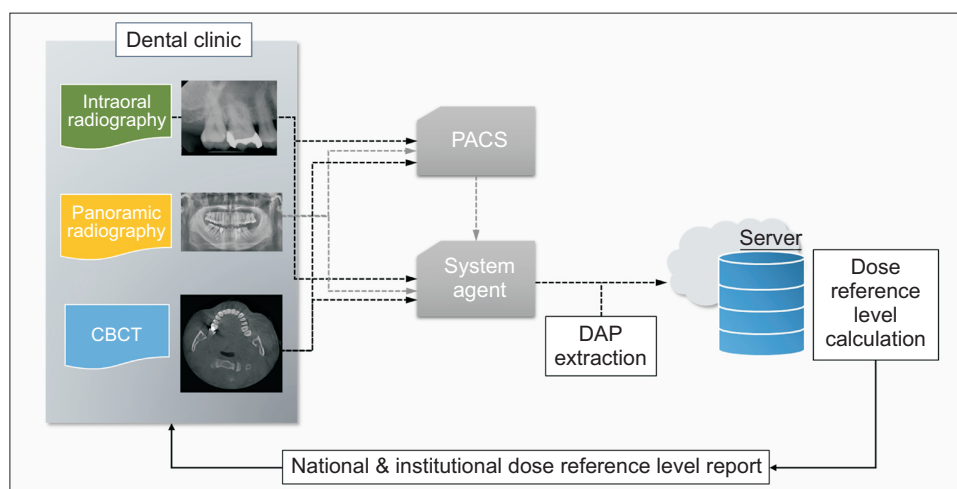 Dental clinic
Intraoral
radiography
Panoramic
radiography
CBCT
PACS
System
agent
DAP
extraction
Server
Dose
reference
level
calculation
National & institutional dose reference level report